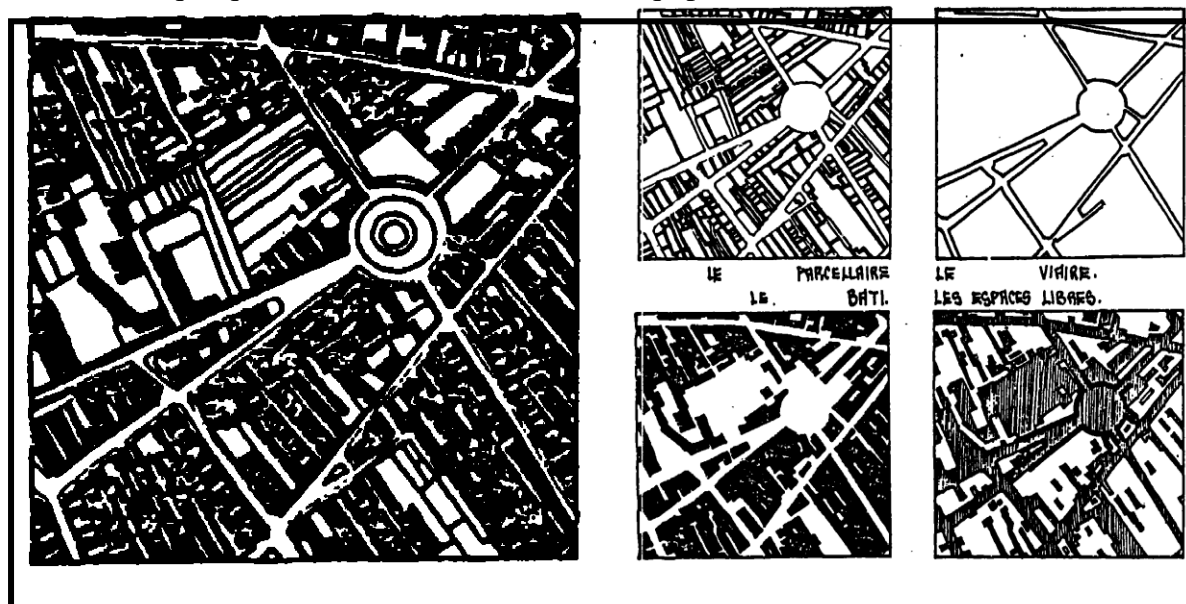 LE PARCELLAIRE
LE VIAIRE.
LE. BATI.
LES ESPACES LIBRES.